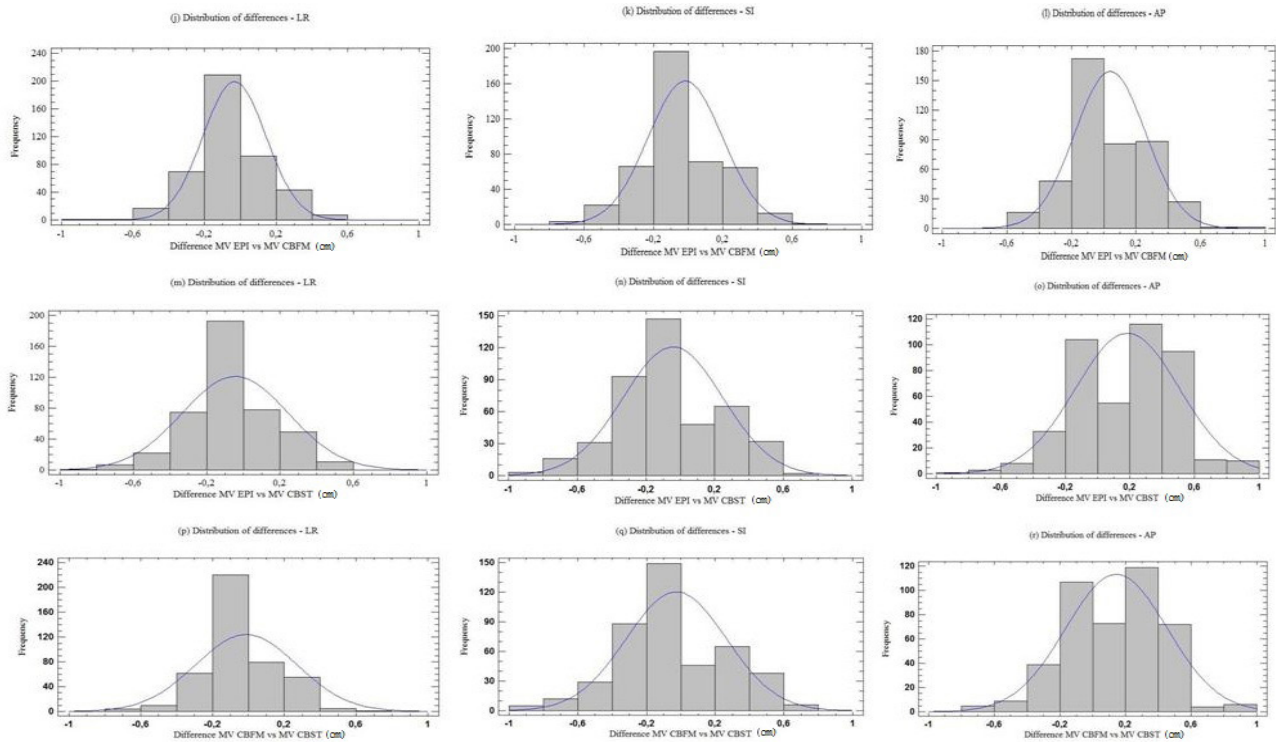 (j) Distribution of differences - LR
240
200
160
120
80
40
0
Frequency
-1 -0,6 -0,2 0,2 0,6 1
Difference MV EPI vs MV CBFM (cm)
(k) Distribution of differences - SI
200
160
120
80
40
0
Frequency
-1 -0,6 -0,2 0,2 0,6 1
Difference MV EPI vs MV CBFM (cm)
(l) Distribution of differences - AP
180
150
120
90
60
30
0
Frequency
-1 -0,6 -0,2 0,2 0,6 1
Difference MV EPI vs MV CBFM (cm)
(m) Distribution of differences - LR
200
160
120
80
40
0
Frequency
-1 -0,6 -0,2 0,2 0,6 1
Difference MV EPI vs MV CBST (cm)
(n) Distribution of differences - SI
150
120
90
60
30
0
Frequency
-1 -0,6 -0,2 0,2 0,6 1
Difference MV EPI vs MV CBST (cm)
(o) Distribution of differences - AP
120
100
80
60
40
20
0
Frequency
-1 -0,6 -0,2 0,2 0,6 1
Difference MV EPI vs MV CBST (cm)
(p) Distribution of differences - LR
240
200
160
120
80
40
0
Frequency
-1 -0,6 -0,2 0,2 0,6 1
Difference MV CBFM vs MV CBST (cm)
(q) Distribution of differences - SI
150
120
90
60
30
0
Frequency
-1 -0,6 -0,2 0,2 0,6 1
Difference MV CBFM vs MV CBST (cm)
(r) Distribution of differences - AP
120
100
80
60
40
20
0
Frequency
-1 -0,6 -0,2 0,2 0,6 1
Difference MV CBFM vs MV CBST (cm)